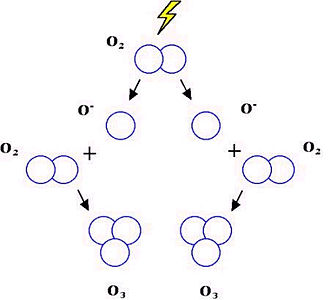 O₂
O⁻ O⁻
O₂ + + O₂
O₃ O₃